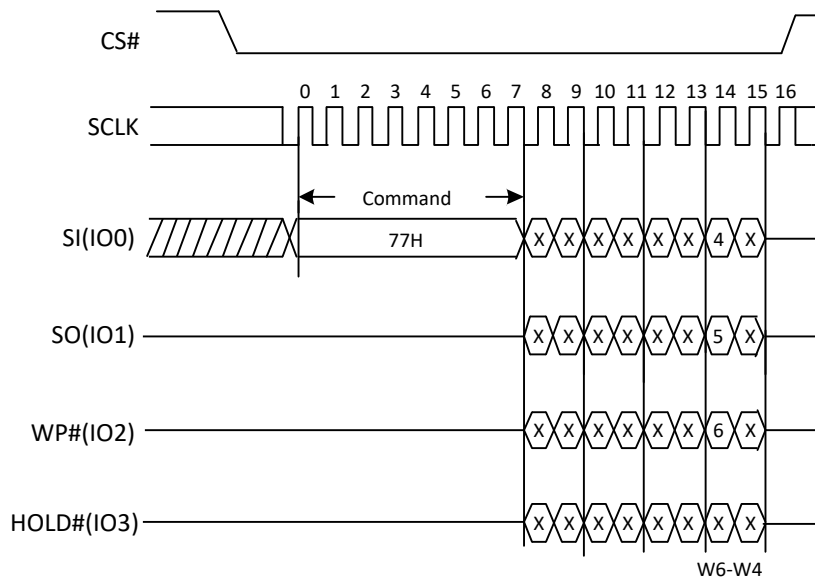 CS#
0 1 2 3 4 5 6 7 8 9 10 11 12 13 14 15 16
SCLK
Command
SI(IO0) 77H X X X X X X 4 X
SO(IO1) X X X X X X 5 X
WP#(IO2) X X X X X X 6 X
HOLD#(IO3) X X X X X X X X
W6-W4